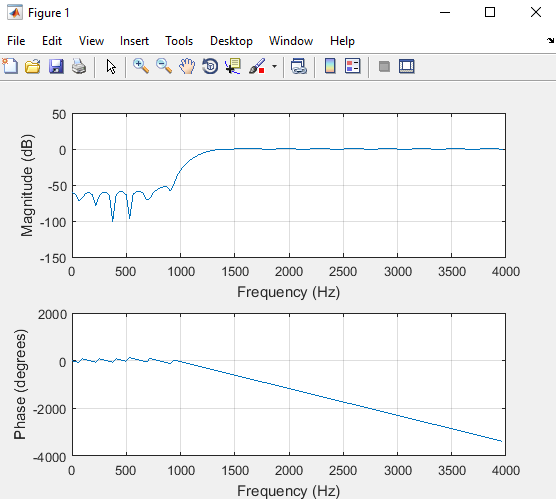 Figure 1
File Edit View Insert Tools Desktop Window Help
50
0
-50
-100
-150
Magnitude (dB)
0 500 1000 1500 2000 2500 3000 3500 4000
Frequency (Hz)
2000
0
-2000
-4000
Phase (degrees)
0 500 1000 1500 2000 2500 3000 3500 4000
Frequency (Hz)